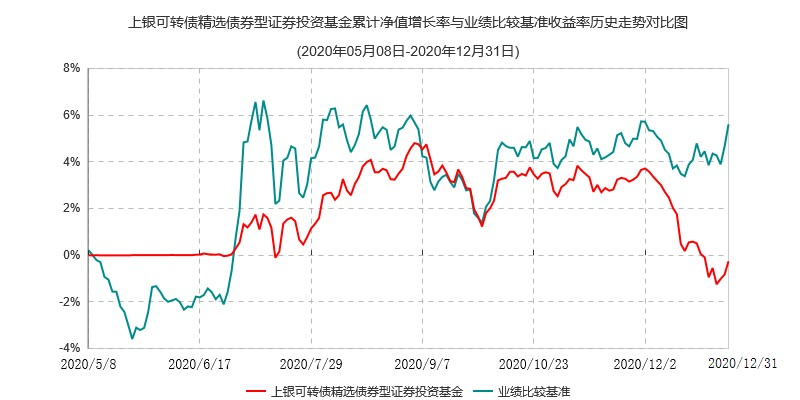 上银可转债精选债券型证券投资基金累计净值增长率与业绩比较基准收益率历史走势对比图
(2020年05月08日-2020年12月31日)
8%
6%
4%
2%
0%
-2%
-4%
2020/5/8 2020/6/17 2020/7/29 2020/9/7 2020/10/23 2020/12/2 2020/12/31
上银可转债精选债券型证券投资基金 业绩比较基准